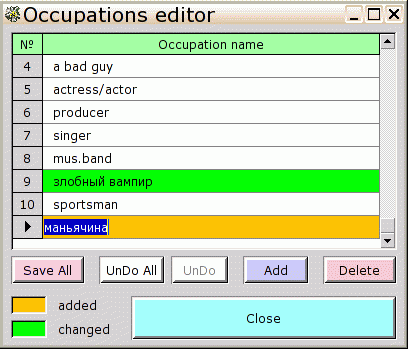 Occupations editor
№ Occupation name
4 a bad guy
5 actress/actor
6 producer
7 singer
8 mus.band
9 злобный вампир
10 sportsman
маньячина
Save All UnDo All UnDo Add Delete
added
changed
Close